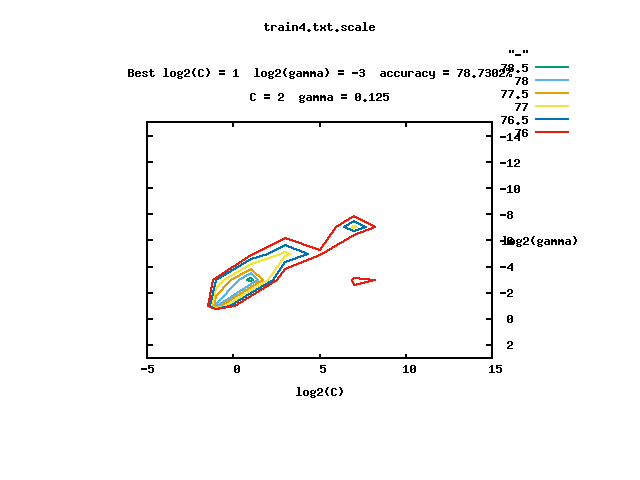 train4.txt.scale
"-"
Best log2(C) = 1  log2(gamma) = -3  accuracy = 78.7302%
78.5
78
77.5
77
76.5
76
C = 2  gamma = 0.125
-14
-12
-10
-8
-6
log2(gamma)
-4
-2
0
2
-5 0 5 10 15
log2(C)